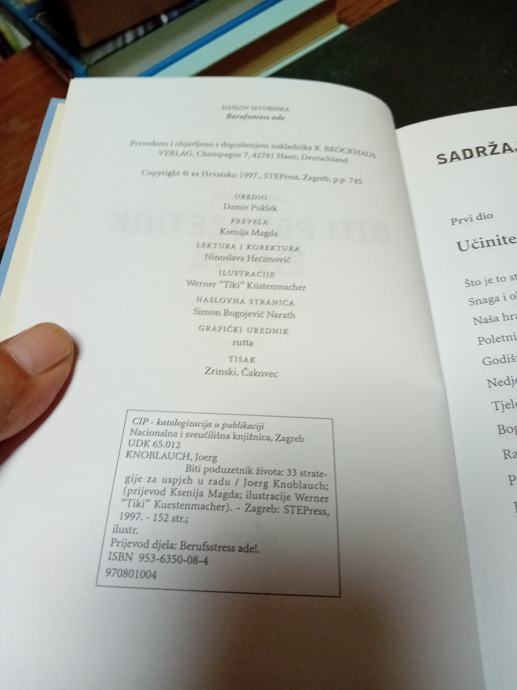 NASLOV IZVORNIKA
Berufsstress ade
Prevedeno i objavljeno s dopuštenjem nakladnika R. BROCKHAUS
VERLAG, Champagne 7, 42781 Haan, Deutschland
Copyright © za Hrvatsku 1997., STEPress, Zagreb, p.p. 745
UREDIO
Damir Puklek
PREVELA
Ksenija Magda
LEKTURA I KOREKTURA
Ninoslava Hećimović
ILUSTRACIJE
Werner "Tiki" Küstenmacher
NASLOVNA STRANICA
Simon Bogojević Narath
GRAFIČKI UREDNIK
rutta
TISAK
Zrinski, Čakovec
CIP - katalogizacija u publikaciji
Nacionalna i sveučilišna knjižnica, Zagreb
UDK 65.012
KNOBLAUCH, Joerg
Biti poduzetnik života: 33 strate-
gije za uspjeh u radu / Joerg Knoblauch;
(prijevod Ksenija Magda; ilustracije Werner
"Tiki" Kuestenmacher). - Zagreb: STEPress,
1997. - 152 str.;
ilustr.
Prijevod djela: Berufsstress ade!.
ISBN 953-6350-08-4
970801004
SADRŽA
Prvi dio
Učinite
Što je to st
Snaga i o
Naša hra
Poletni
Godiš
Nedje
Tjel
Bog
Ra
P